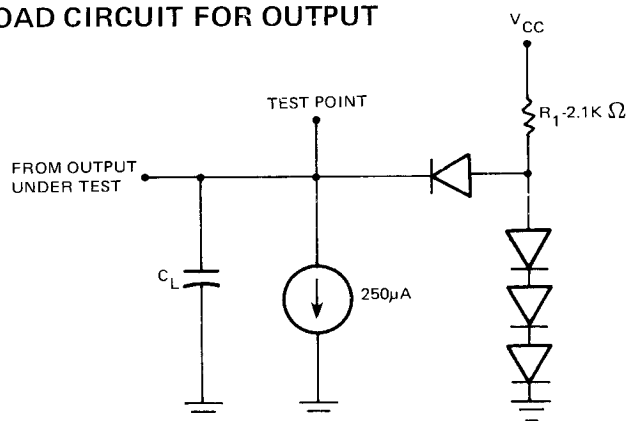 OAD CIRCUIT FOR OUTPUT
VCC
TEST POINT
R1-2.1K Ω
FROM OUTPUT
UNDER TEST
CL
250µA